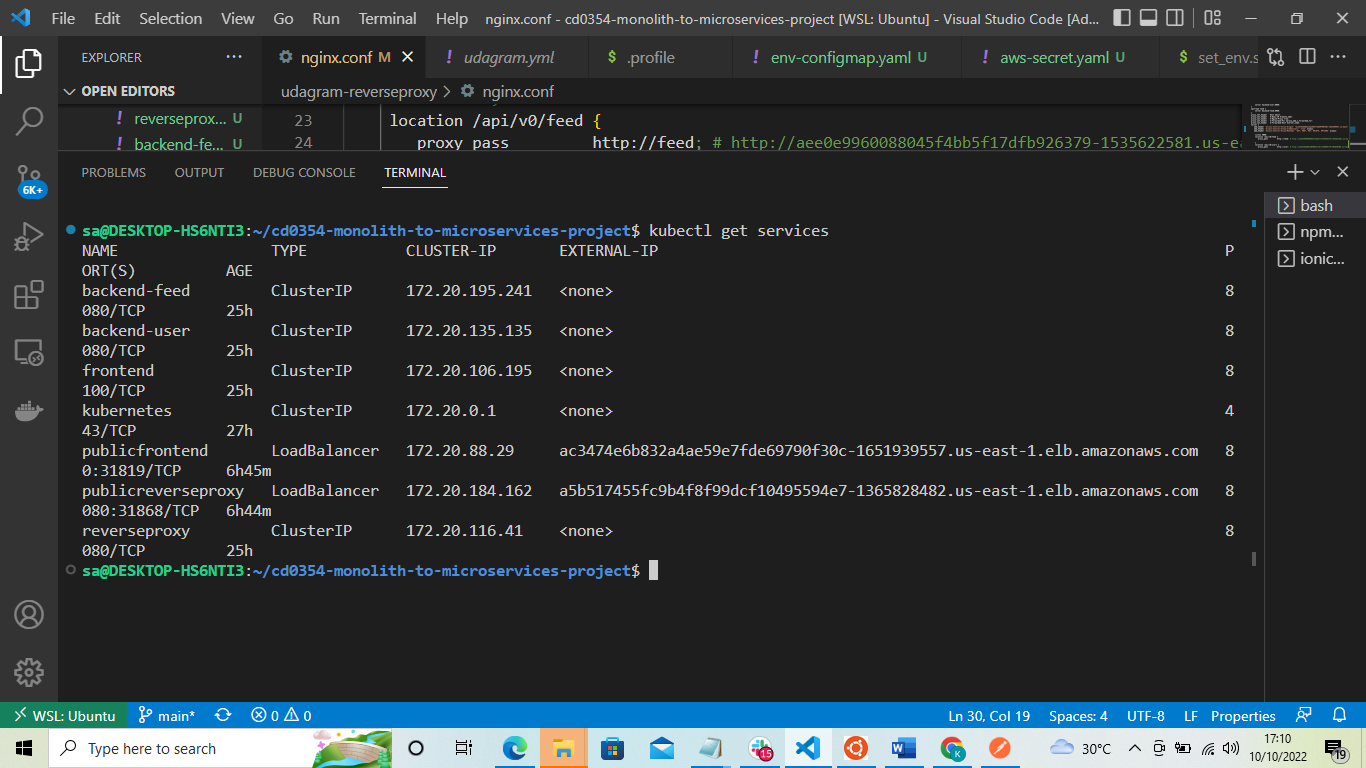 File Edit Selection View Go Run Terminal Help nginx.conf - cd0354-monolith-to-microservices-project [WSL: Ubuntu] - Visual Studio Code [Ad...
EXPLORER ... nginx.conf M × ! udagram.yml $ .profile ! env-configmap.yaml U ! aws-secret.yaml U $ set_env.s ...
OPEN EDITORS udagram-reverseproxy > nginx.conf
! reverseprox... U 23 location /api/v0/feed {
! backend-fe... U 24 proxy_pass http://feed; # http://aee0e9960088045f4bb5f17dfb926379-1535622581.us-ea
PROBLEMS OUTPUT DEBUG CONSOLE TERMINAL
6K+
bash
npm...
ionic...
sa@DESKTOP-HS6NTI3:~/cd0354-monolith-to-microservices-project$ kubectl get services
NAME TYPE CLUSTER-IP EXTERNAL-IP P
ORT(S) AGE
backend-feed ClusterIP 172.20.195.241 <none> 8
080/TCP 25h
backend-user ClusterIP 172.20.135.135 <none> 8
080/TCP 25h
frontend ClusterIP 172.20.106.195 <none> 8
100/TCP 25h
kubernetes ClusterIP 172.20.0.1 <none> 4
43/TCP 27h
publicfrontend LoadBalancer 172.20.88.29 ac3474e6b832a4ae59e7fde69790f30c-1651939557.us-east-1.elb.amazonaws.com 8
0:31819/TCP 6h45m
publicreverseproxy LoadBalancer 172.20.184.162 a5b517455fc9b4f8f99dcf10495594e7-1365828482.us-east-1.elb.amazonaws.com 8
080:31868/TCP 6h44m
reverseproxy ClusterIP 172.20.116.41 <none> 8
080/TCP 25h
sa@DESKTOP-HS6NTI3:~/cd0354-monolith-to-microservices-project$
WSL: Ubuntu main* 0 0 Ln 30, Col 19 Spaces: 4 UTF-8 LF Properties
Type here to search 15 K 30°C 17:10
10/10/2022 19